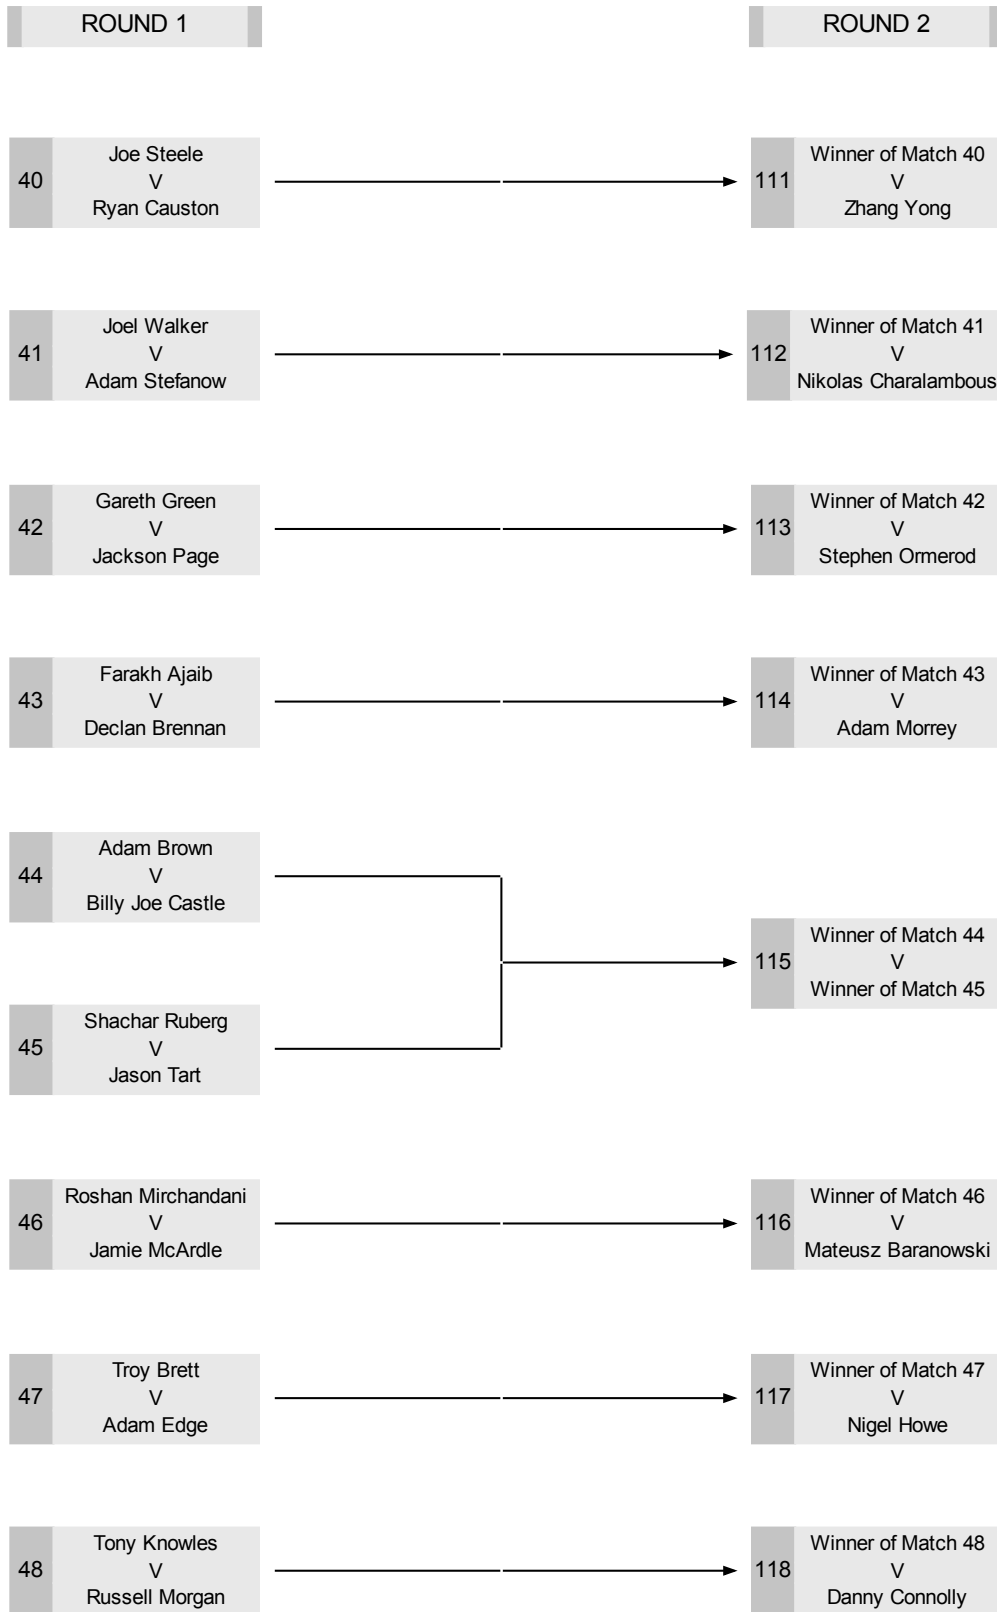 ROUND 1
ROUND 2
40
Joe Steele
V
Ryan Causton
111
Winner of Match 40
V
Zhang Yong
41
Joel Walker
V
Adam Stefanow
112
Winner of Match 41
V
Nikolas Charalambous
42
Gareth Green
V
Jackson Page
113
Winner of Match 42
V
Stephen Ormerod
43
Farakh Ajaib
V
Declan Brennan
114
Winner of Match 43
V
Adam Morrey
44
Adam Brown
V
Billy Joe Castle
115
Winner of Match 44
V
Winner of Match 45
45
Shachar Ruberg
V
Jason Tart
46
Roshan Mirchandani
V
Jamie McArdle
116
Winner of Match 46
V
Mateusz Baranowski
47
Troy Brett
V
Adam Edge
117
Winner of Match 47
V
Nigel Howe
48
Tony Knowles
V
Russell Morgan
118
Winner of Match 48
V
Danny Connolly